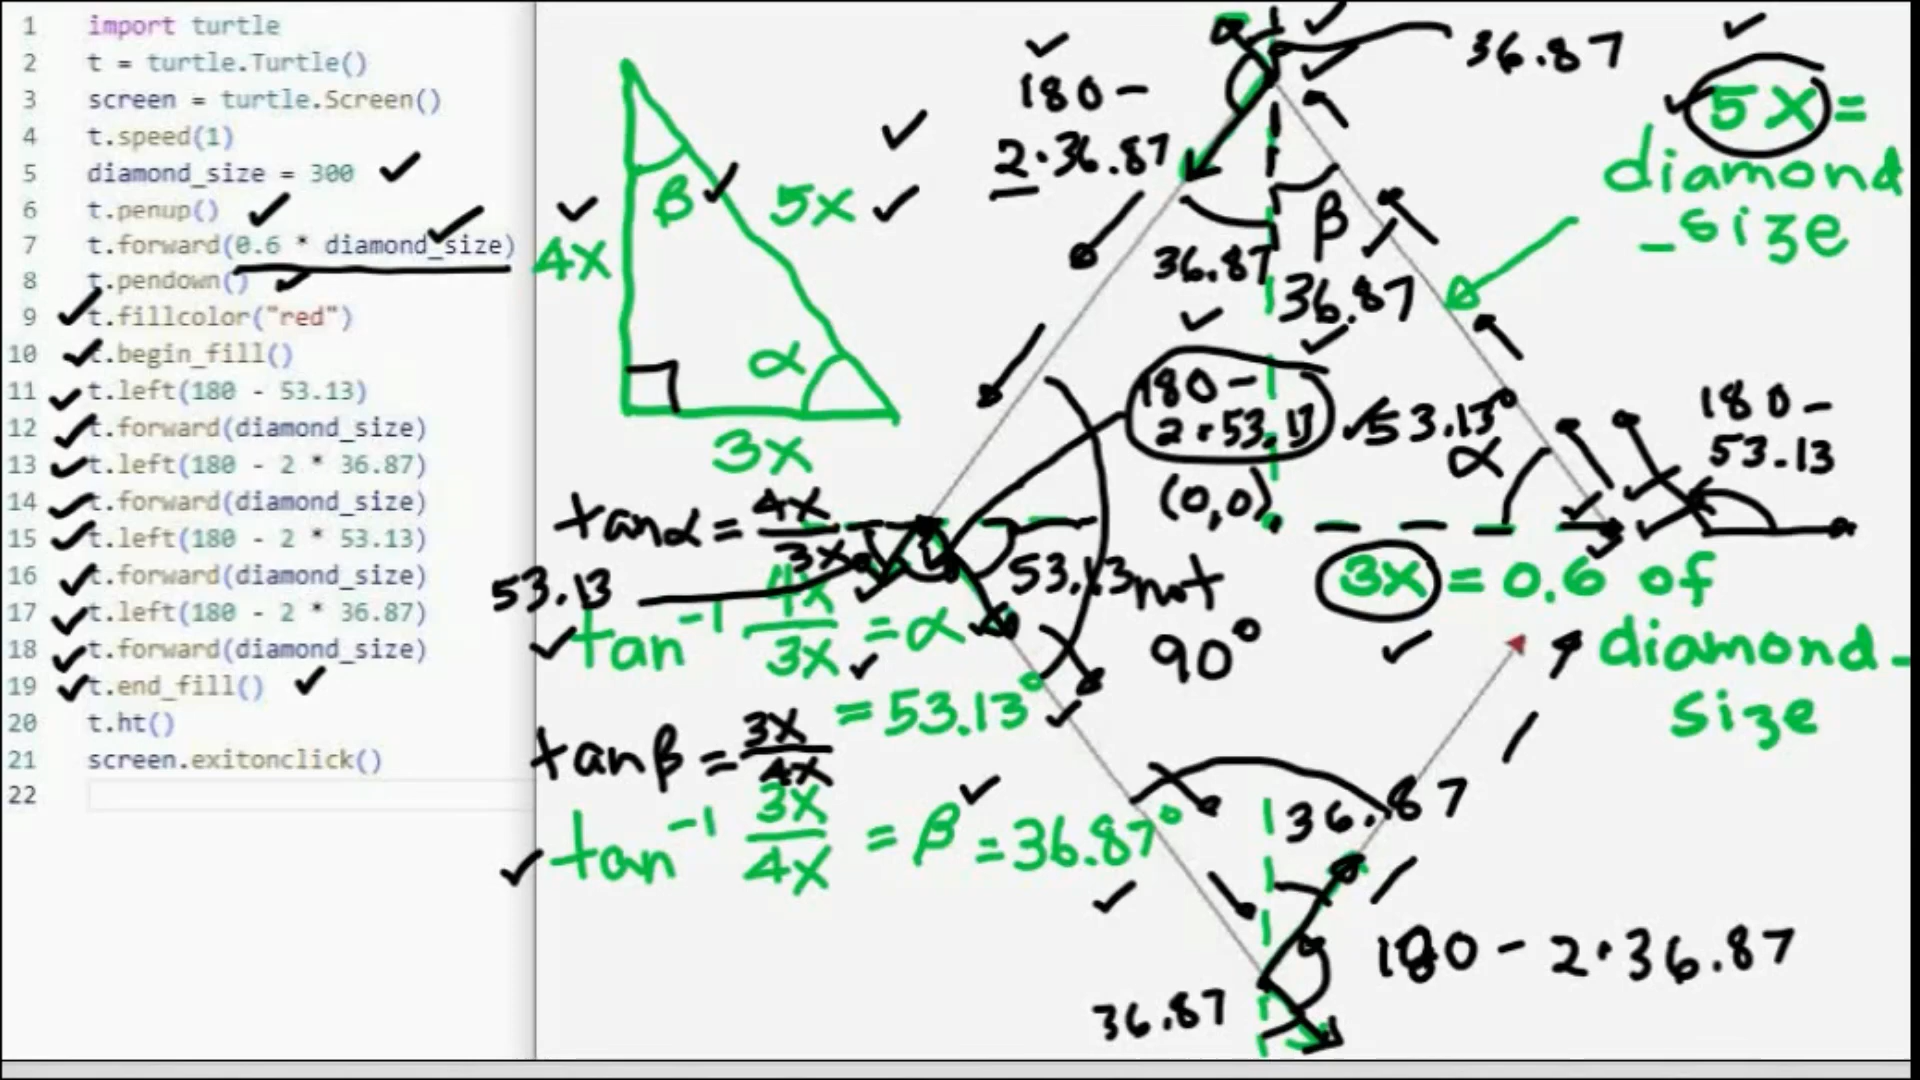 1 import turtle
2 t = turtle.Turtle()
3 screen = turtle.Screen()
4 t.speed(1)
5 diamond_size = 300
6 t.penup()
7 t.forward(0.6 * diamond_size)
8 t.pendown()
9 t.fillcolor("red")
10 t.begin_fill()
11 t.left(180 - 53.13)
12 t.forward(diamond_size)
13 t.left(180 - 2 * 36.87)
14 t.forward(diamond_size)
15 t.left(180 - 2 * 53.13)
16 t.forward(diamond_size)
17 t.left(180 - 2 * 36.87)
18 t.forward(diamond_size)
19 t.end_fill()
20 t.ht()
21 screen.exitonclick()
22
β
5x
4x
α
3x
tanα = 4x
3x
53.13
tan⁻¹ 4x
3x = α
= 53.13°
tanβ = 3x
4x
tan⁻¹ 3x
4x = β = 36.87°
180 -
2·36.87
36.87
5x =
diamond
_size
β
36.87
36.87
180 -
2·53.13
53.13°
α
180 -
53.13
(0,0)
53.13
not
90°
3x = 0.6 of
diamond_
size
36.87
180 - 2·36.87
36.87